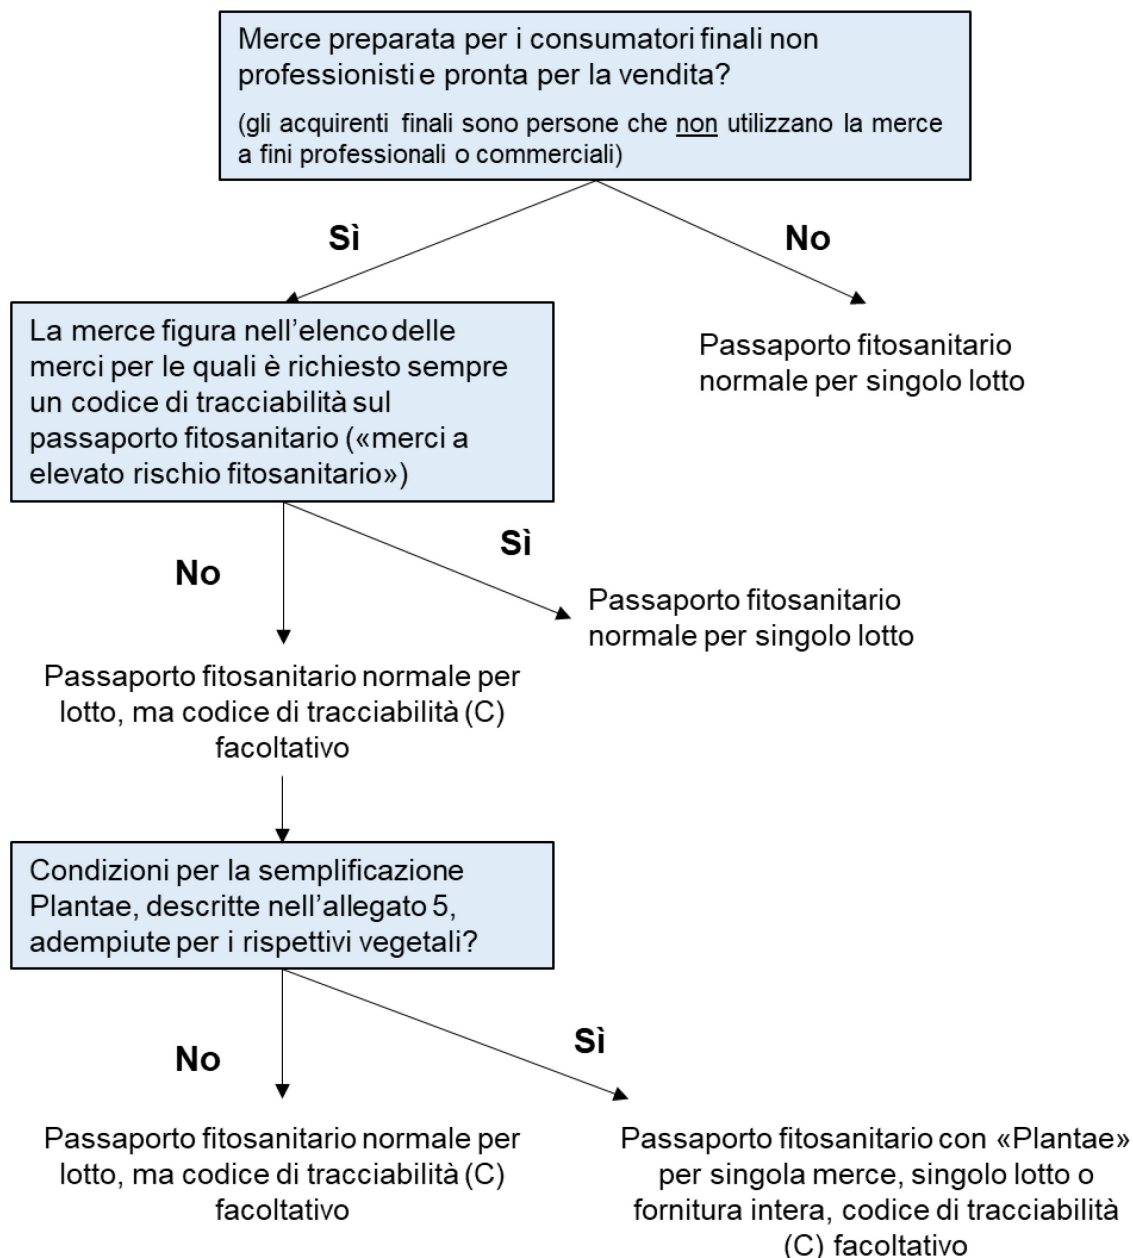 Merce preparata per i consumatori finali non
professionisti e pronta per la vendita?
(gli acquirenti finali sono persone che non utilizzano la merce
a fini professionali o commerciali)
Sì
No
La merce figura nell’elenco delle
merci per le quali è richiesto sempre
un codice di tracciabilità sul
passaporto fitosanitario («merci a
elevato rischio fitosanitario»)
Passaporto fitosanitario
normale per singolo lotto
No
Sì
Passaporto fitosanitario
normale per singolo lotto
Passaporto fitosanitario normale per
lotto, ma codice di tracciabilità (C)
facoltativo
Condizioni per la semplificazione
Plantae, descritte nell’allegato 5,
adempiute per i rispettivi vegetali?
No
Sì
Passaporto fitosanitario normale per
lotto, ma codice di tracciabilità (C)
facoltativo
Passaporto fitosanitario con «Plantae»
per singola merce, singolo lotto o
fornitura intera, codice di tracciabilità
(C) facoltativo